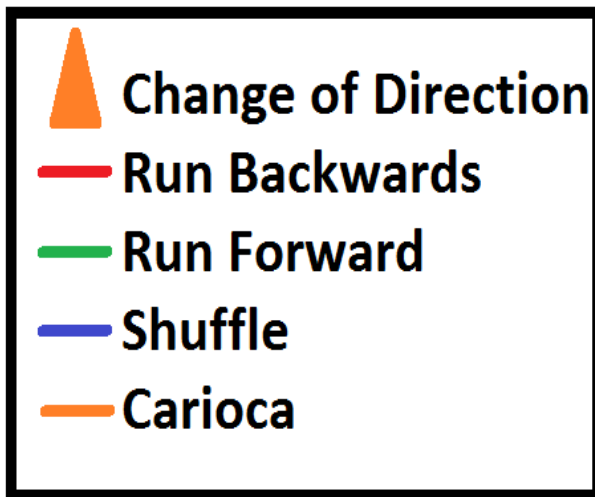 Change of Direction
Run Backwards
Run Forward
Shuffle
Carioca